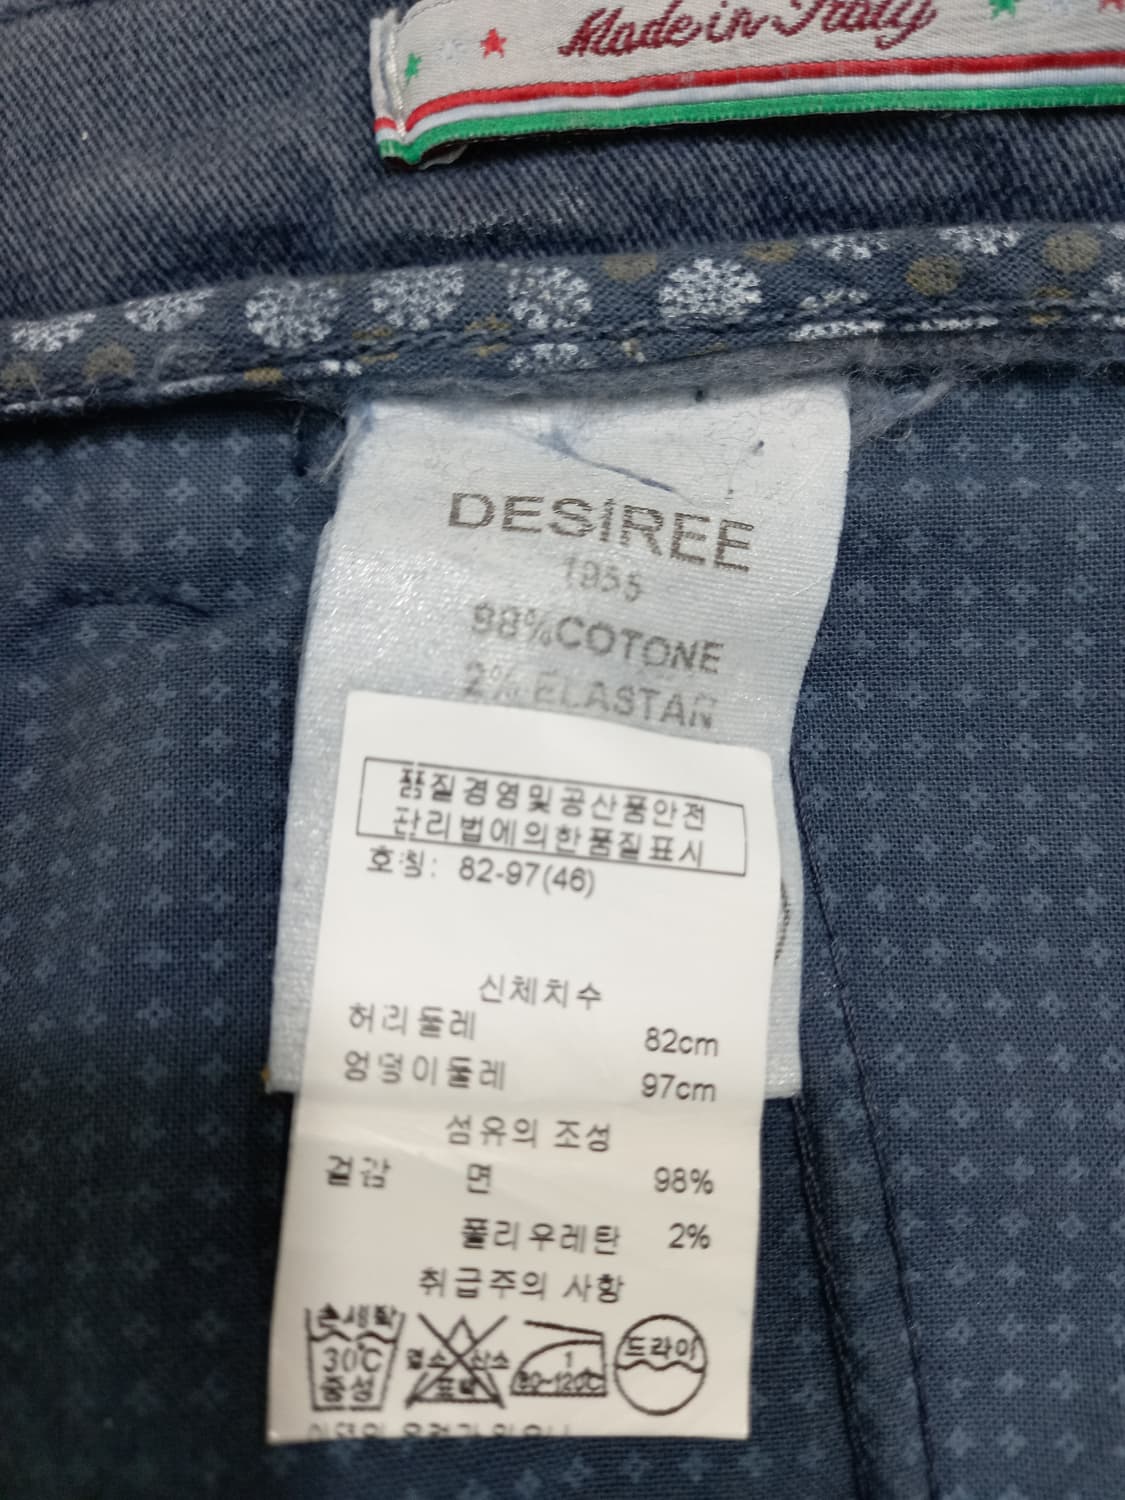 Made in Italy
DESIREE
1955
98%COTONE
2% ELASTAN
품질경영및공산품안전
관리법에의한품질표시
호칭: 82-97(46)
신체치수
허리둘레 82cm
엉덩이둘레 97cm
섬유의 조성
겉감 면 98%
폴리우레탄 2%
취급주의 사항
손세탁
30℃
중성
염소 산소
표백
1
80~120℃
드라이